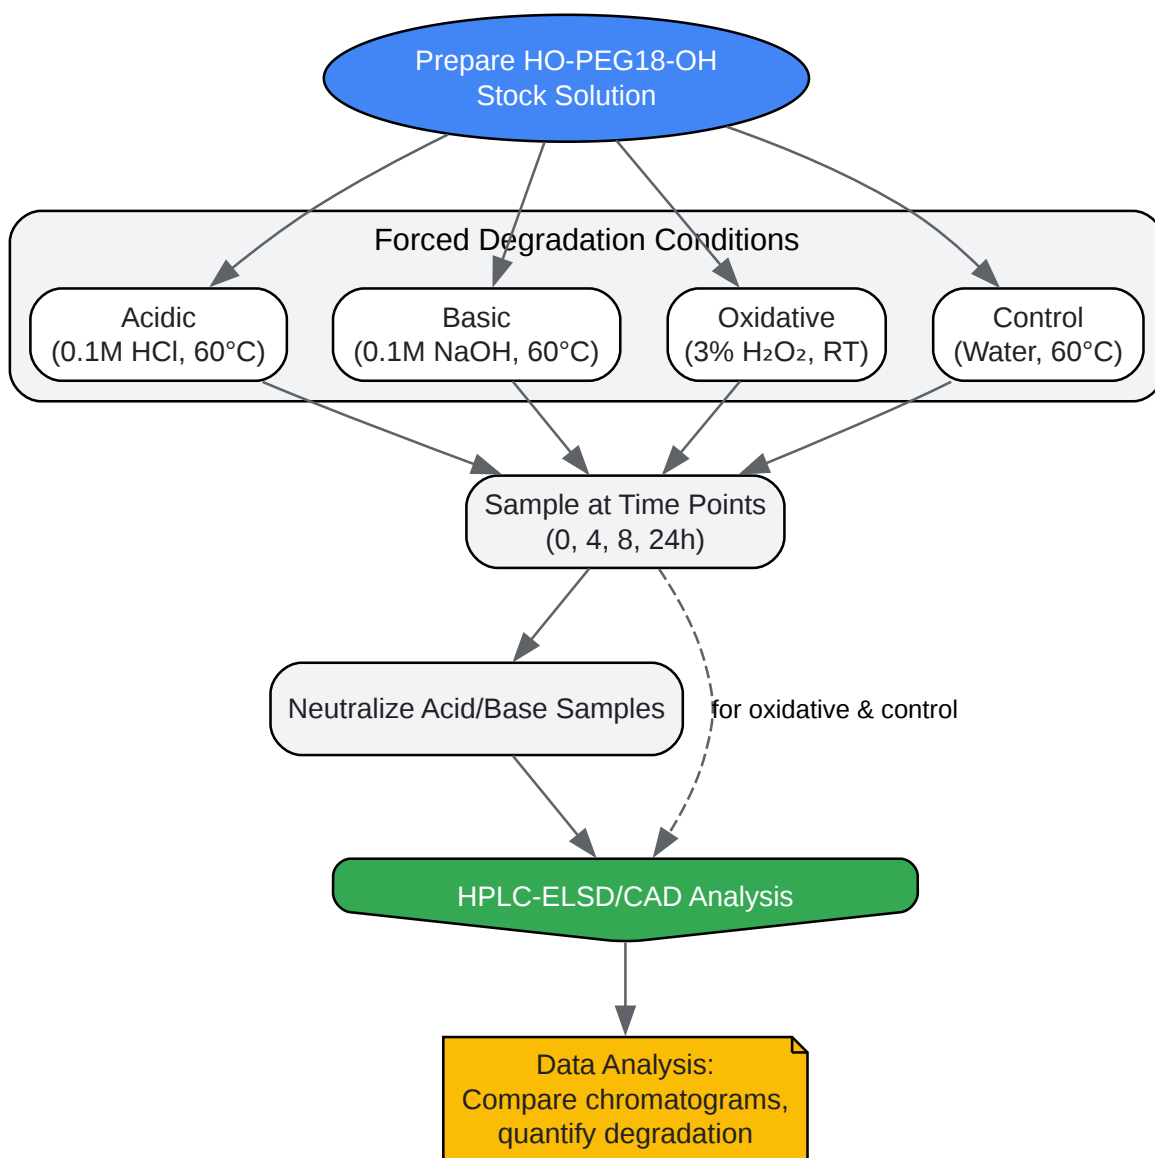 Prepare HO-PEG18-OH
Stock Solution
Forced Degradation Conditions
Acidic
(0.1M HCl, 60°C)
Basic
(0.1M NaOH, 60°C)
Oxidative
(3% H₂O₂, RT)
Control
(Water, 60°C)
Sample at Time Points
(0, 4, 8, 24h)
Neutralize Acid/Base Samples
for oxidative & control
HPLC-ELSD/CAD Analysis
Data Analysis:
Compare chromatograms,
quantify degradation